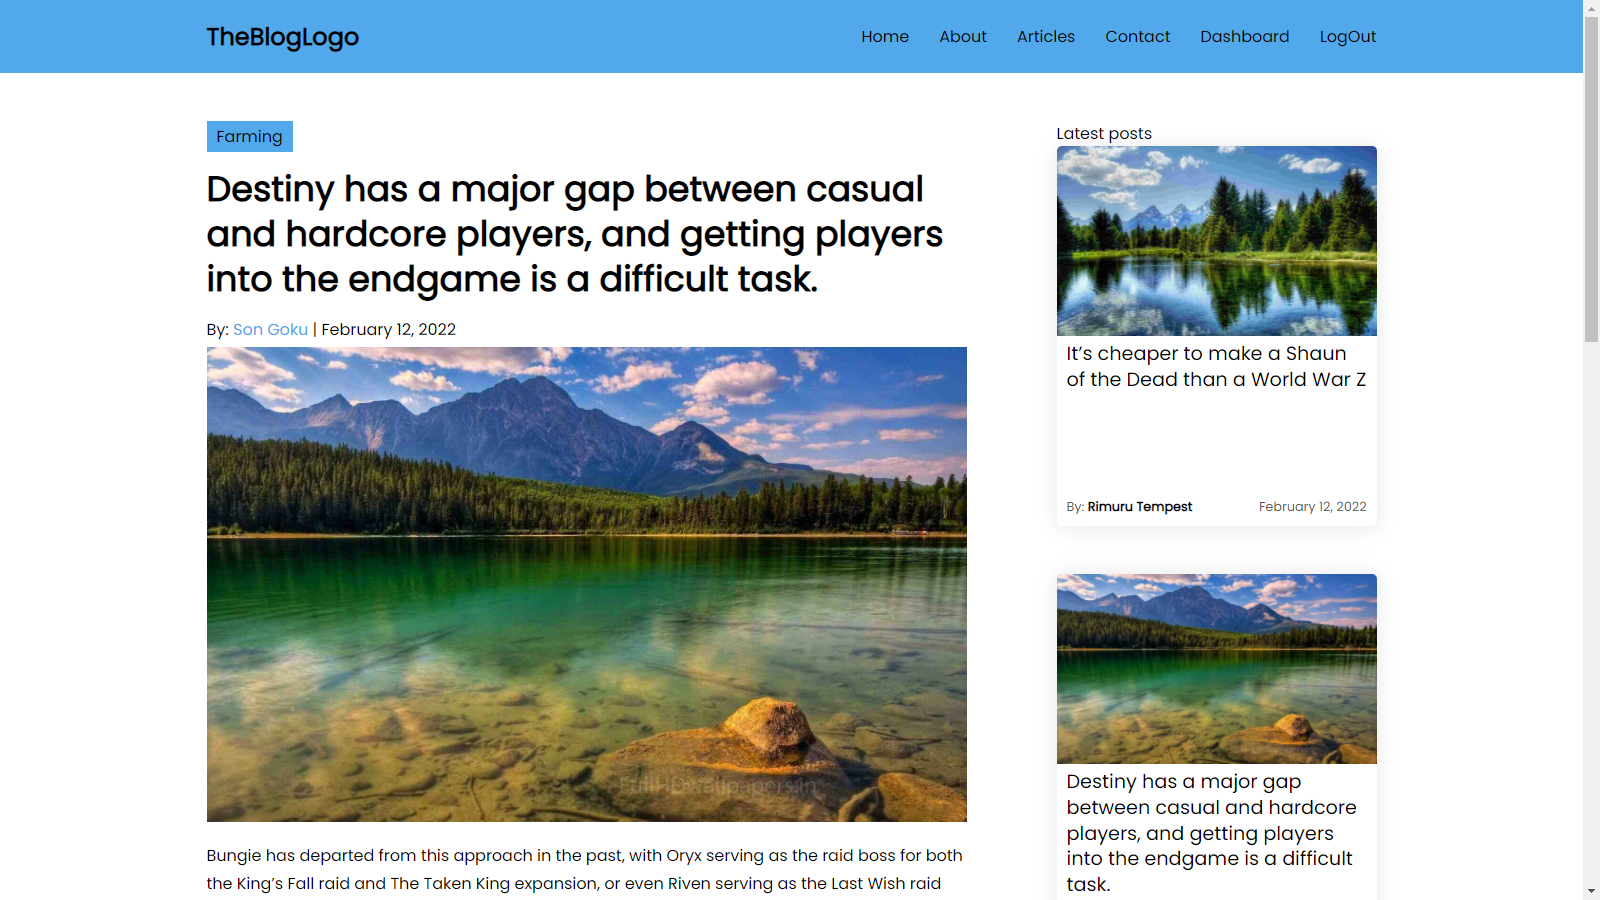 TheBlogLogo
Home
About
Articles
Contact
Dashboard
LogOut
Farming
Destiny has a major gap between casual
and hardcore players, and getting players
into the endgame is a difficult task.
By: Son Goku | February 12, 2022
FullHDwallpapers.in
Bungie has departed from this approach in the past, with Oryx serving as the raid boss for both
the King’s Fall raid and The Taken King expansion, or even Riven serving as the Last Wish raid
Latest posts
It’s cheaper to make a Shaun
of the Dead than a World War Z
By: Rimuru Tempest
February 12, 2022
Destiny has a major gap
between casual and hardcore
players, and getting players
into the endgame is a difficult
task.